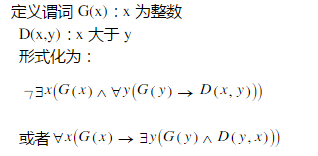 定义谓词 G(x)：x 为整数
D(x,y)：x 大于 y
形式化为：
¬∃x(G(x) ∧ ∀y(G(y) → D(x, y)))
或者∀x(G(x) → ∃y(G(y) ∧ D(y,x)))